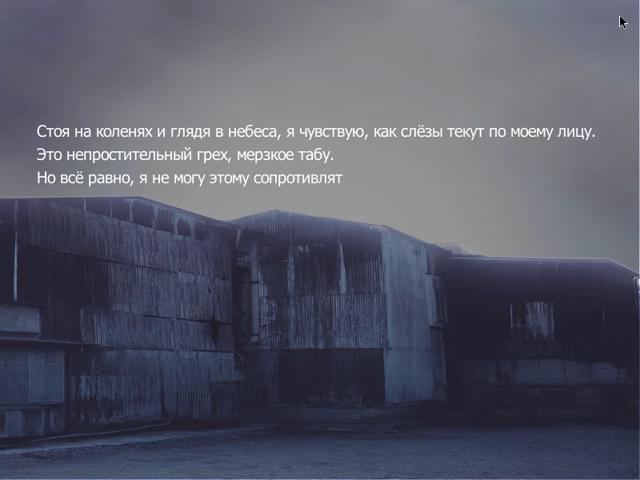 Стоя на коленях и глядя в небеса, я чувствую, как слёзы текут по моему лицу.
Это непростительный грех, мерзкое табу.
Но всё равно, я не могу этому сопротивлят